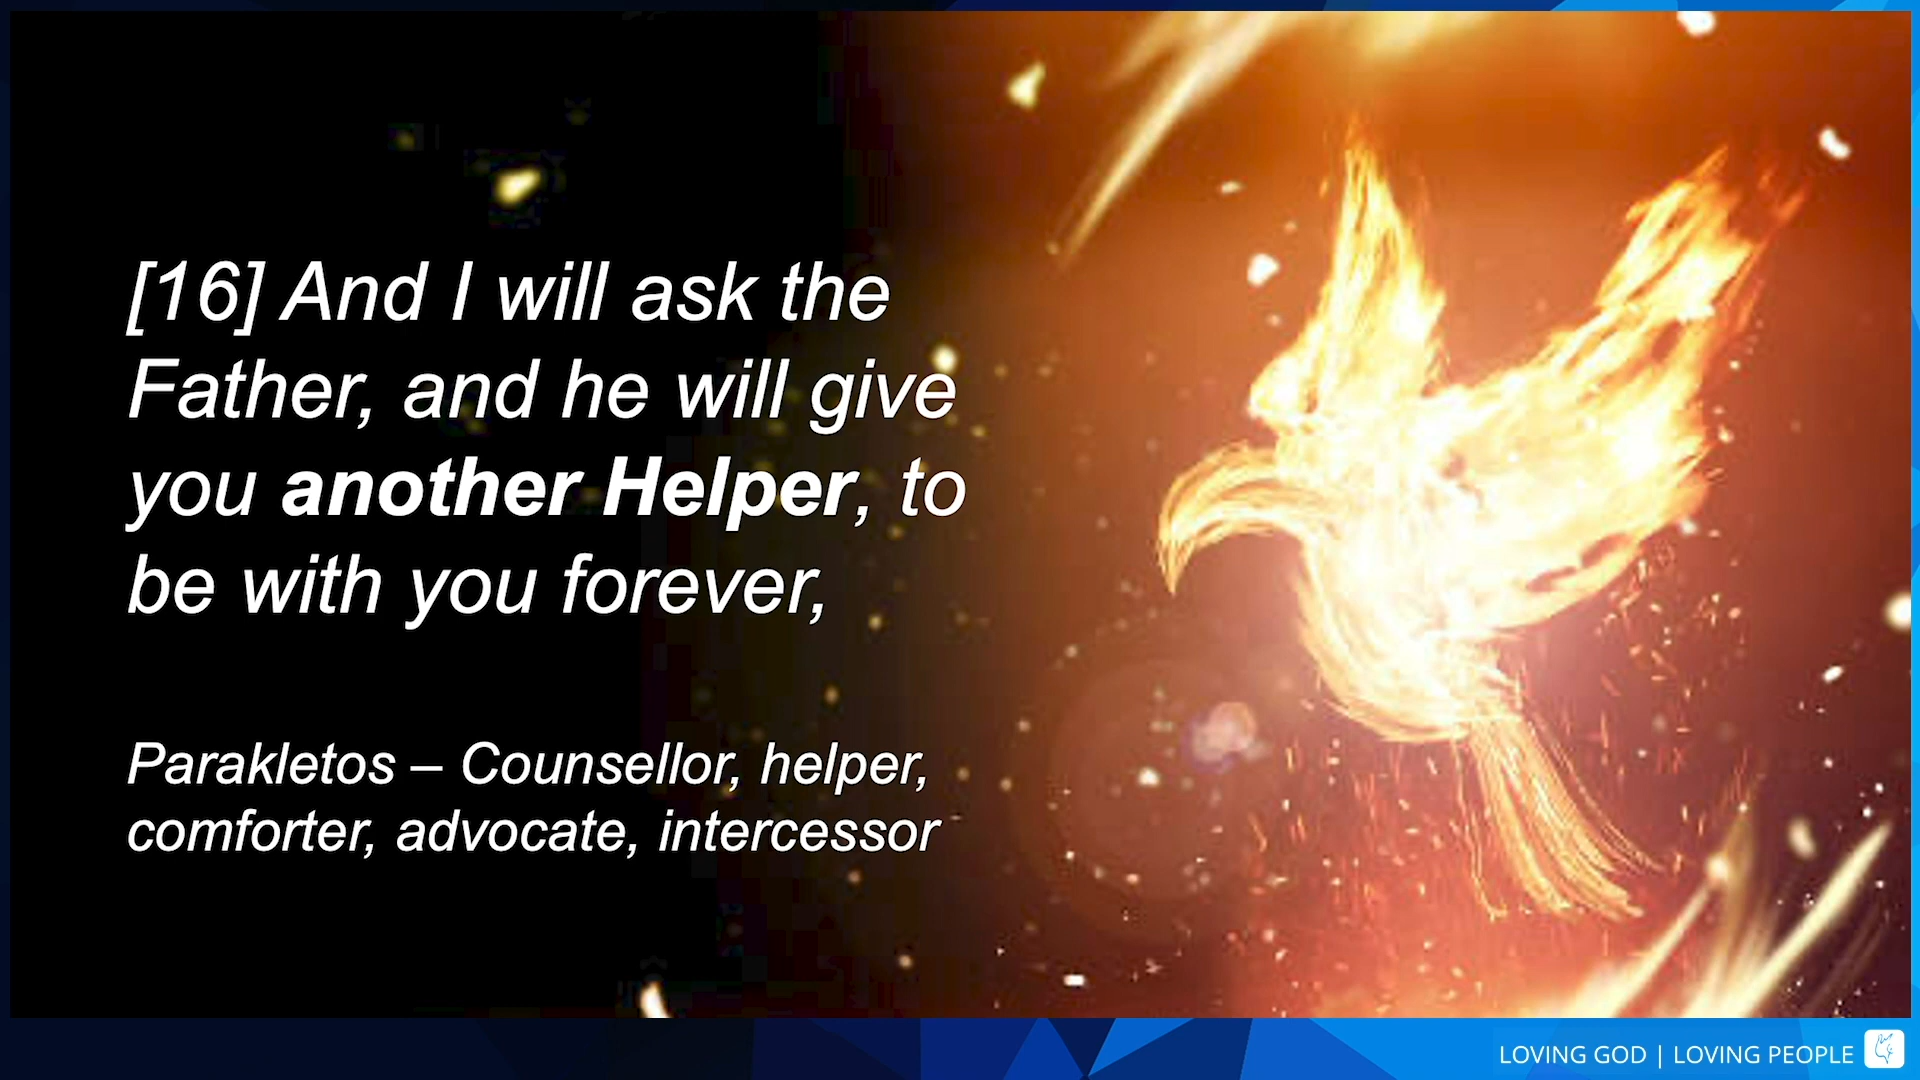 [16] And I will ask the
Father, and he will give
you another Helper, to
be with you forever,
Parakletos – Counsellor, helper,
comforter, advocate, intercessor
LOVING GOD | LOVING PEOPLE